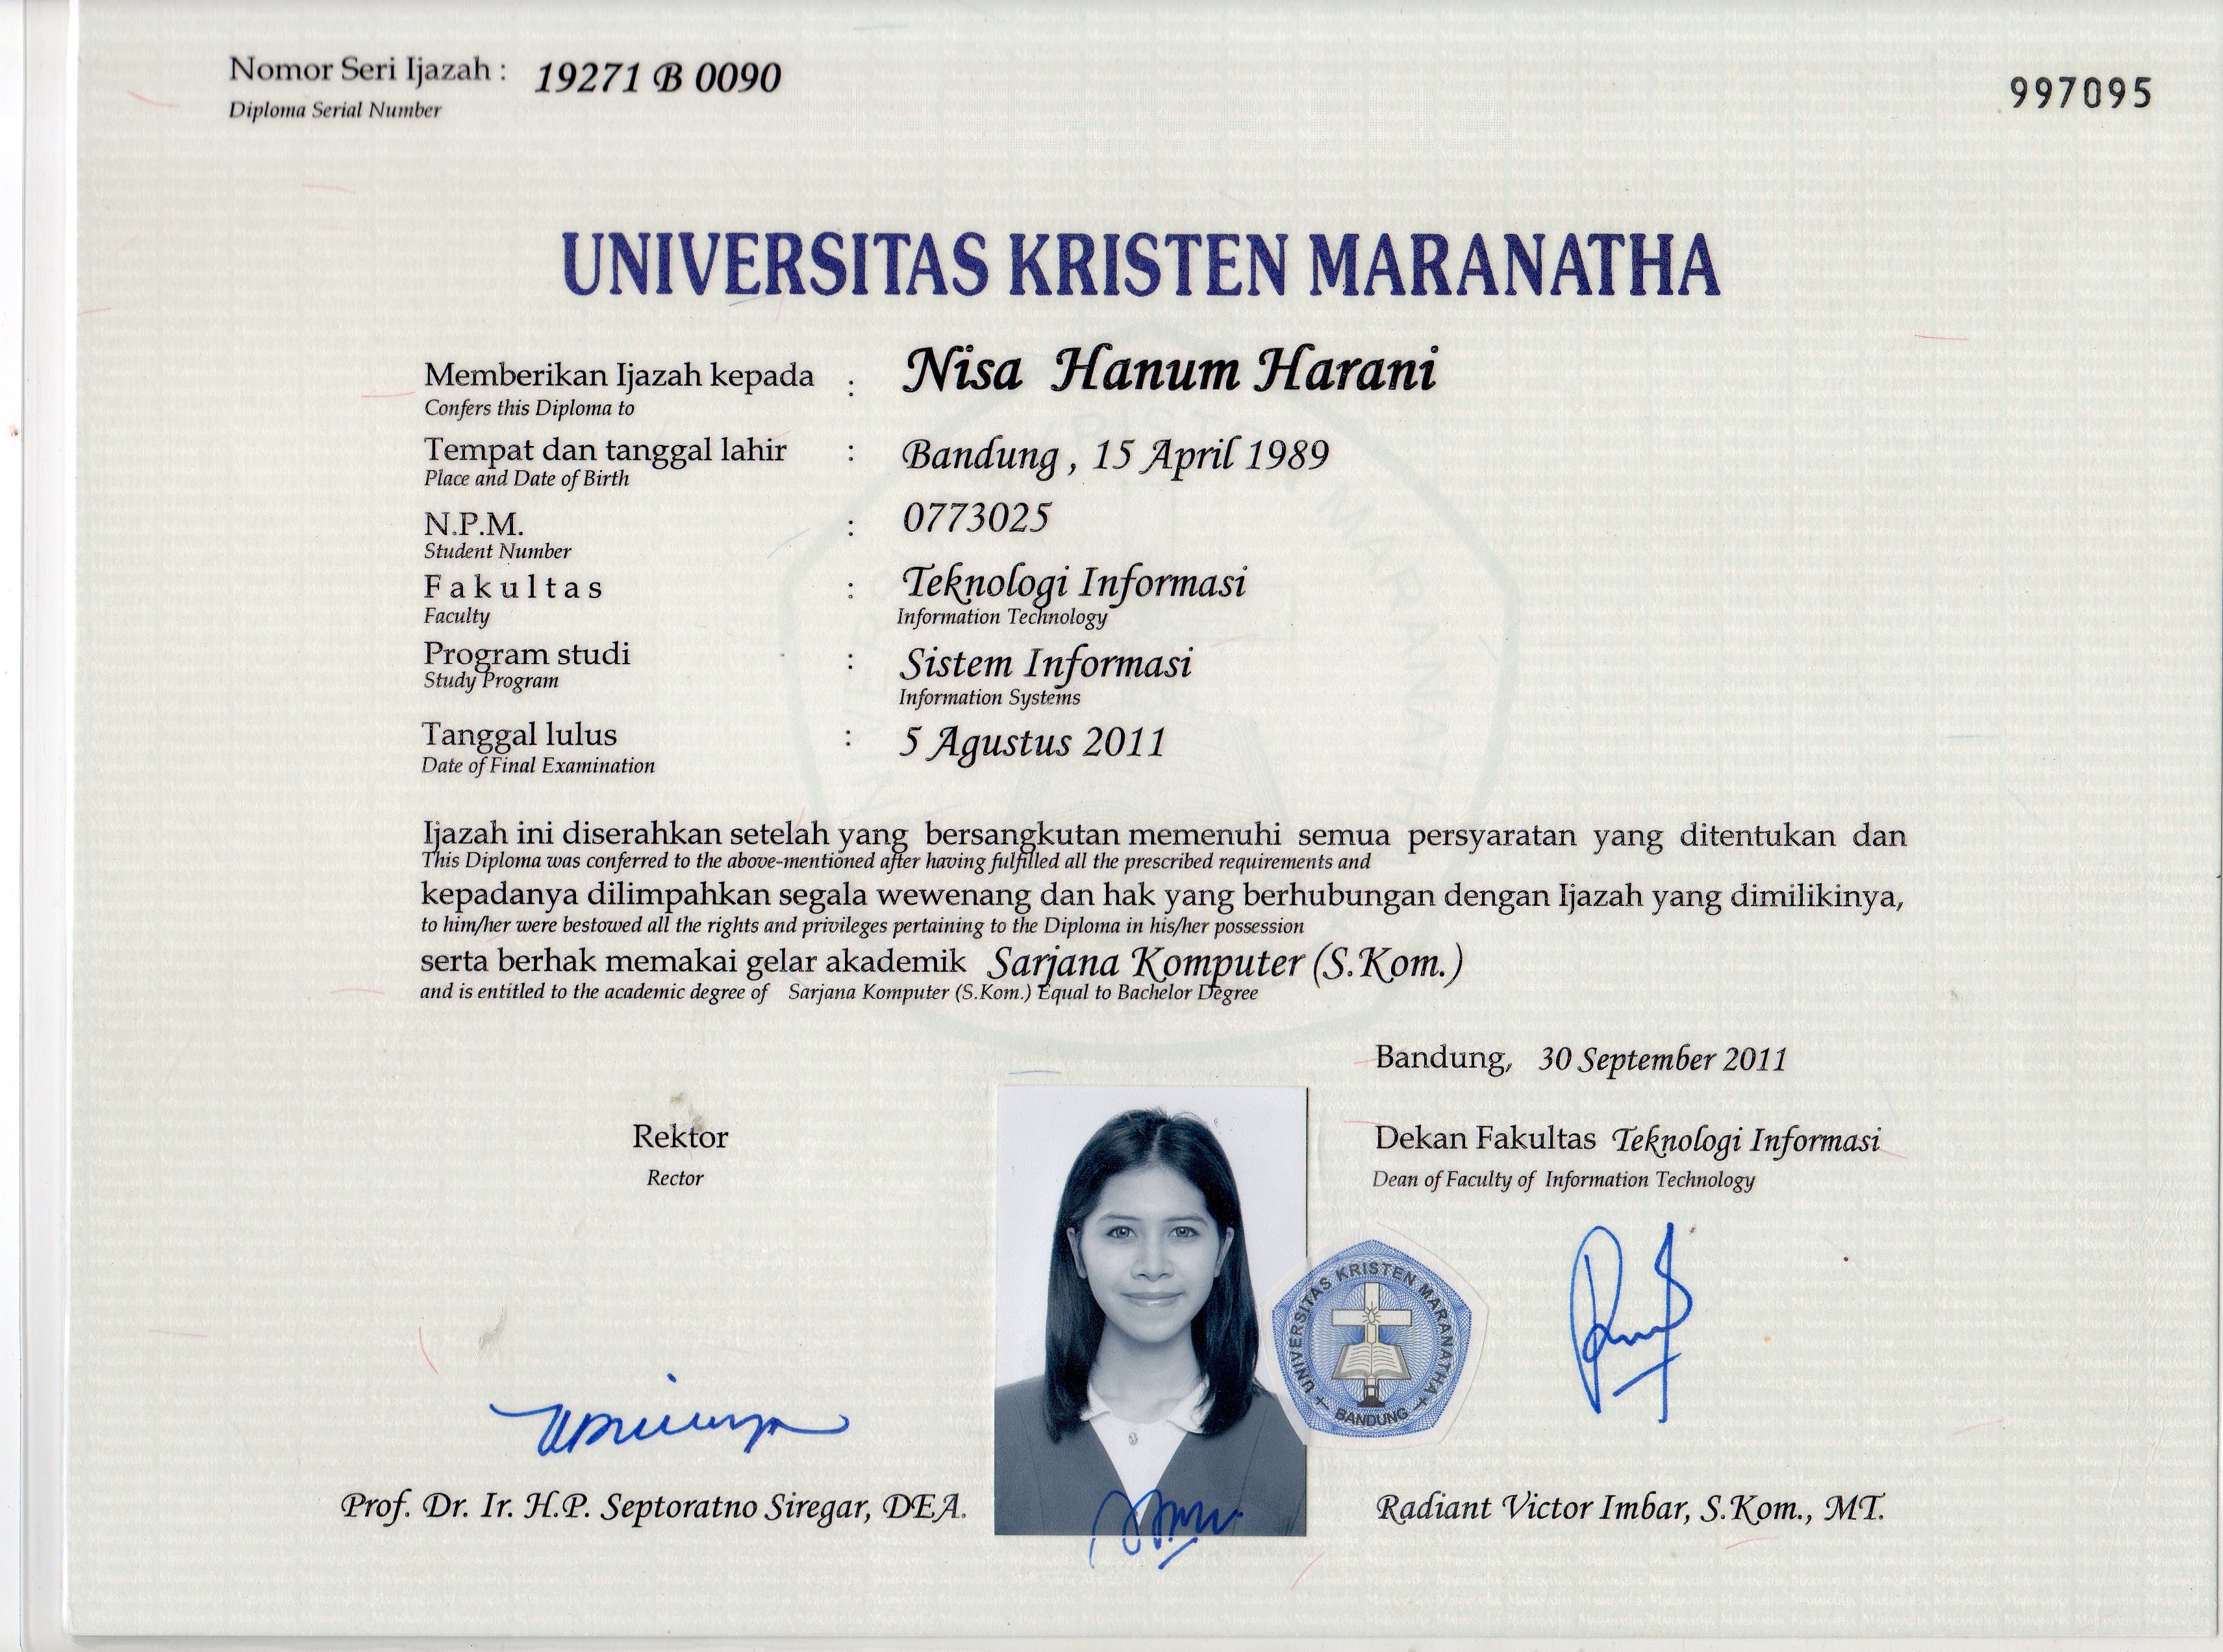 Nomor Seri Ijazah : 19271 B 0090
Diploma Serial Number
997095
UNIVERSITAS KRISTEN MARANATHA
Memberikan Ijazah kepada : Nisa Hanum Harani
Confers this Diploma to
Tempat dan tanggal lahir : Bandung , 15 April 1989
Place and Date of Birth
N.P.M. : 0773025
Student Number
Fakultas : Teknologi Informasi
Faculty Information Technology
Program studi : Sistem Informasi
Study Program Information Systems
Tanggal lulus : 5 Agustus 2011
Date of Final Examination
Ijazah ini diserahkan setelah yang bersangkutan memenuhi semua persyaratan yang ditentukan dan
This Diploma was conferred to the above-mentioned after having fulfilled all the prescribed requirements and
kepadanya dilimpahkan segala wewenang dan hak yang berhubungan dengan Ijazah yang dimilikinya,
to him/her were bestowed all the rights and privileges pertaining to the Diploma in his/her possession
serta berhak memakai gelar akademik Sarjana Komputer (S.Kom.)
and is entitled to the academic degree of Sarjana Komputer (S.Kom.) Equal to Bachelor Degree
Bandung, 30 September 2011
Rektor
Rector
Dekan Fakultas Teknologi Informasi
Dean of Faculty of Information Technology
UNIVERSITAS KRISTEN MARANATHA
BANDUNG
Prof. Dr. Ir. H.P. Septoratno Siregar, DEA.
Radiant Victor Imbar, S.Kom., MT.